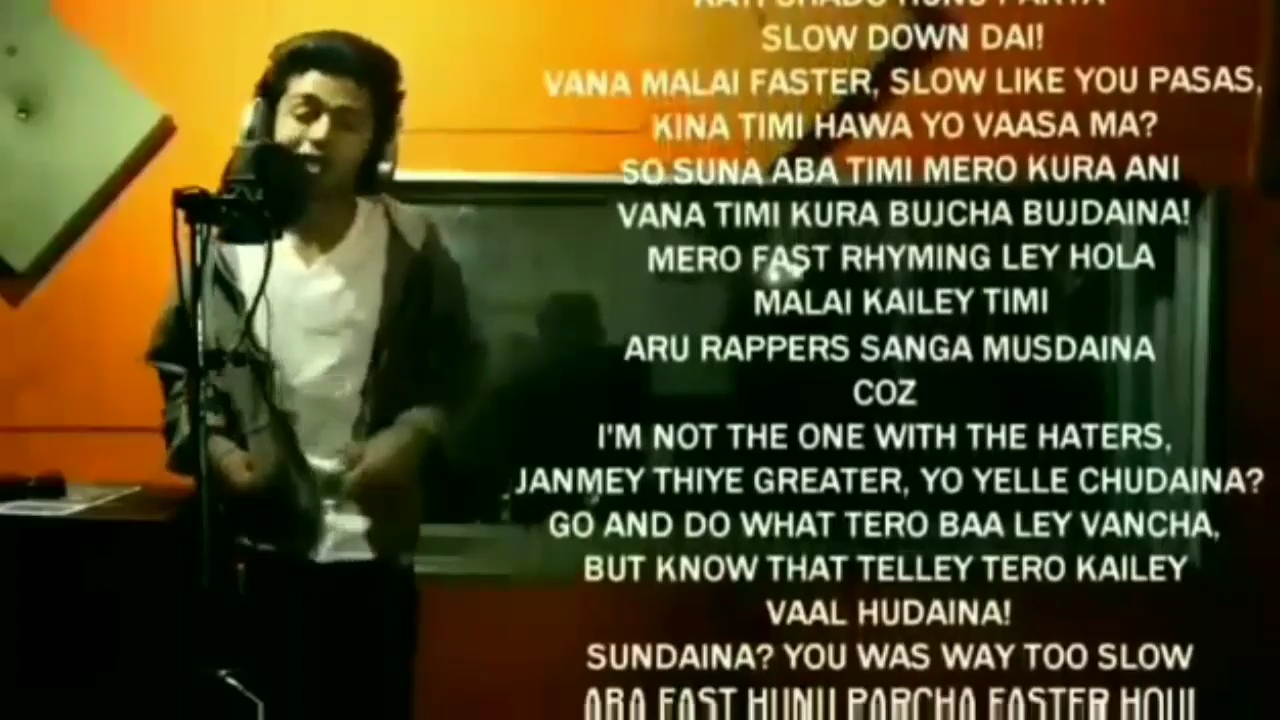 SLOW DOWN DAI!
VANA MALAI FASTER, SLOW LIKE YOU PASAS,
KINA TIMI HAWA YO VAASA MA?
SO SUNA ABA TIMI MERO KURA ANI
VANA TIMI KURA BUJCHA BUJDAINA!
MERO FAST RHYMING LEY HOLA
MALAI KAILEY TIMI
ARU RAPPERS SANGA MUSDAINA
COZ
I'M NOT THE ONE WITH THE HATERS,
JANMEY THIYE GREATER, YO YELLE CHUDAINA?
GO AND DO WHAT TERO BAA LEY VANCHA,
BUT KNOW THAT TELLEY TERO KAILEY
VAAL HUDAINA!
SUNDAINA? YOU WAS WAY TOO SLOW
ABA FAST HUNU PARCHA FASTER